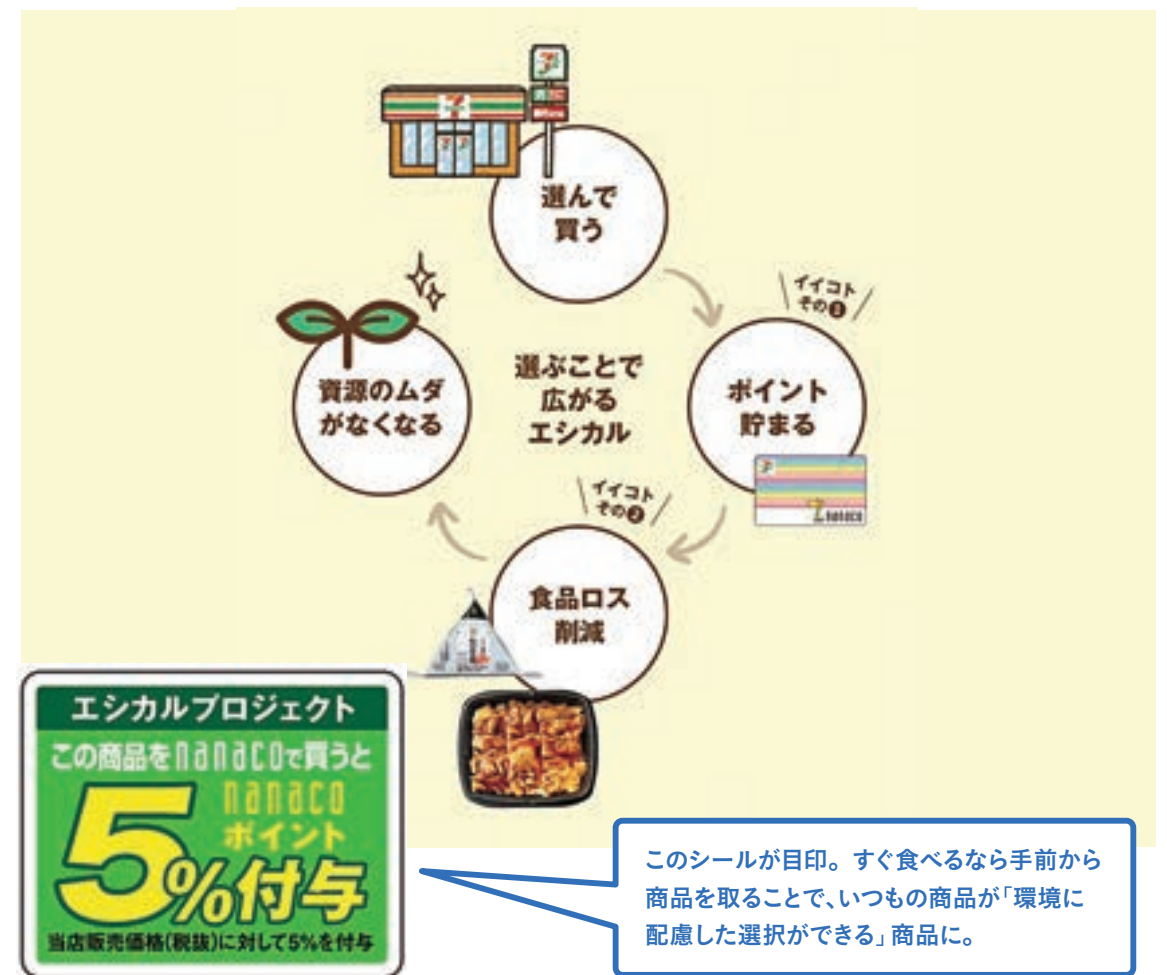 選んで
買う
イイコト
その❶
ポイント
貯まる
nanaco
選ぶことで
広がる
エシカル
資源のムダ
がなくなる
イイコト
その❷
食品ロス
削減
エシカルプロジェクト
この商品をnanacoで買うと
5%付与
nanaco
ポイント
当店販売価格(税抜)に対して5%を付与
このシールが目印。すぐ食べるなら手前から
商品を取ることで、いつもの商品が「環境に
配慮した選択ができる」商品に。